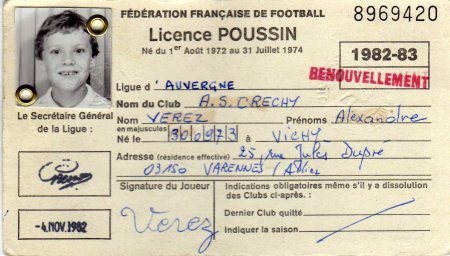 FÉDÉRATION FRANÇAISE DE FOOTBALL
8969420
Licence POUSSIN
Né du 1er Août 1972 au 31 Juillet 1974
1982-83
RENOUVELLEMENT
Ligue d'AUVERGNE
Nom du Club A.S. CRECHY
Nom VEREZ Prénoms Alexandre
en majuscules
Né le 300973 à VICHY
Adresse (résidence effective) 25, rue Jules Dupré
03150 VARENNES / Allier
Le Secrétaire Général
de la Ligue :
-4.NOV.1982
Signature du Joueur
Verez
Indications obligatoires même s'il y a dissolution
des Clubs ci-après :
Dernier Club quitté
Indiquer la saison